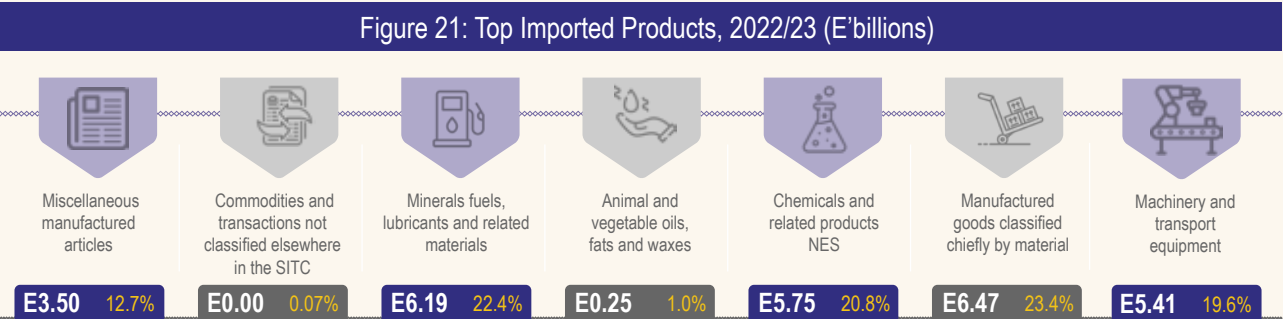 Figure 21: Top Imported Products, 2022/23 (E'billions)
Miscellaneous
manufactured
articles
E3.50 12.7%
Commodities and
transactions not
classified elsewhere
in the SITC
E0.00 0.07%
Minerals fuels,
lubricants and related
materials
E6.19 22.4%
Animal and
vegetable oils,
fats and waxes
E0.25 1.0%
Chemicals and
related products
NES
E5.75 20.8%
Manufactured
goods classified
chiefly by material
E6.47 23.4%
Machinery and
transport
equipment
E5.41 19.6%